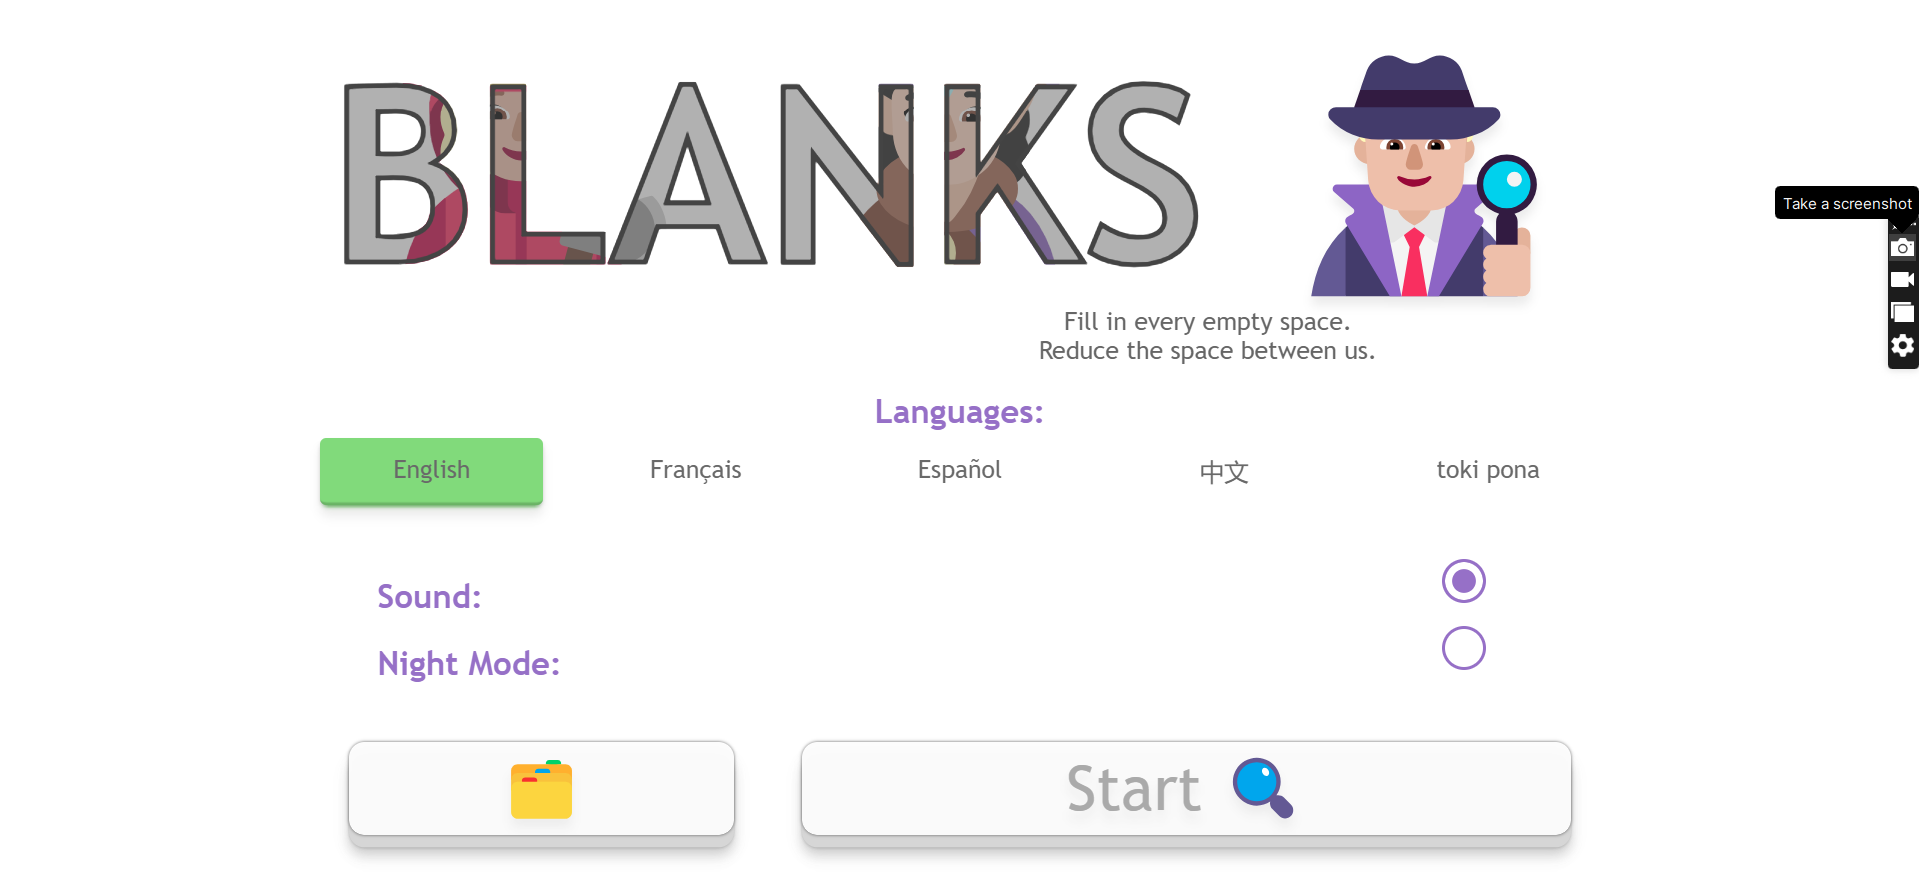 BLANKS
Take a screenshot
Fill in every empty space.
Reduce the space between us.
Languages:
English
Français
Español
中文
toki pona
Sound:
Night Mode:
Start